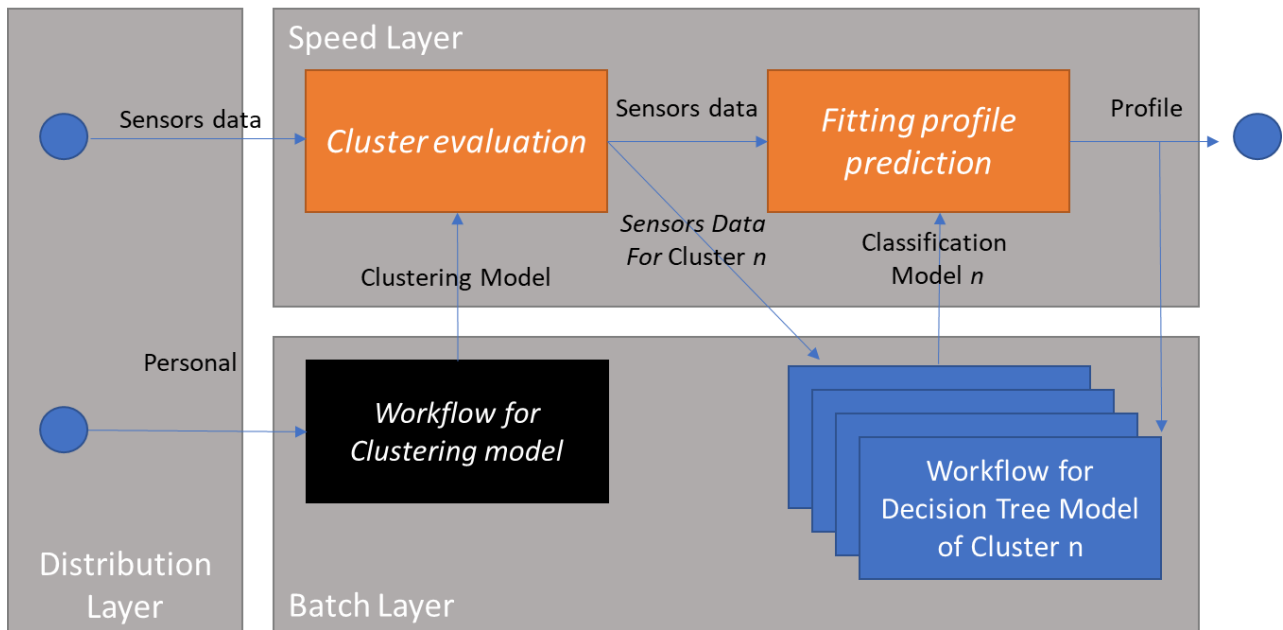 Speed Layer
Sensors data
Cluster evaluation
Sensors data
Fitting profile
prediction
Profile
Sensors Data
For Cluster n
Classification
Model n
Clustering Model
Personal
Workflow for
Clustering model
Workflow for
Decision Tree Model
of Cluster n
Distribution
Layer
Batch Layer